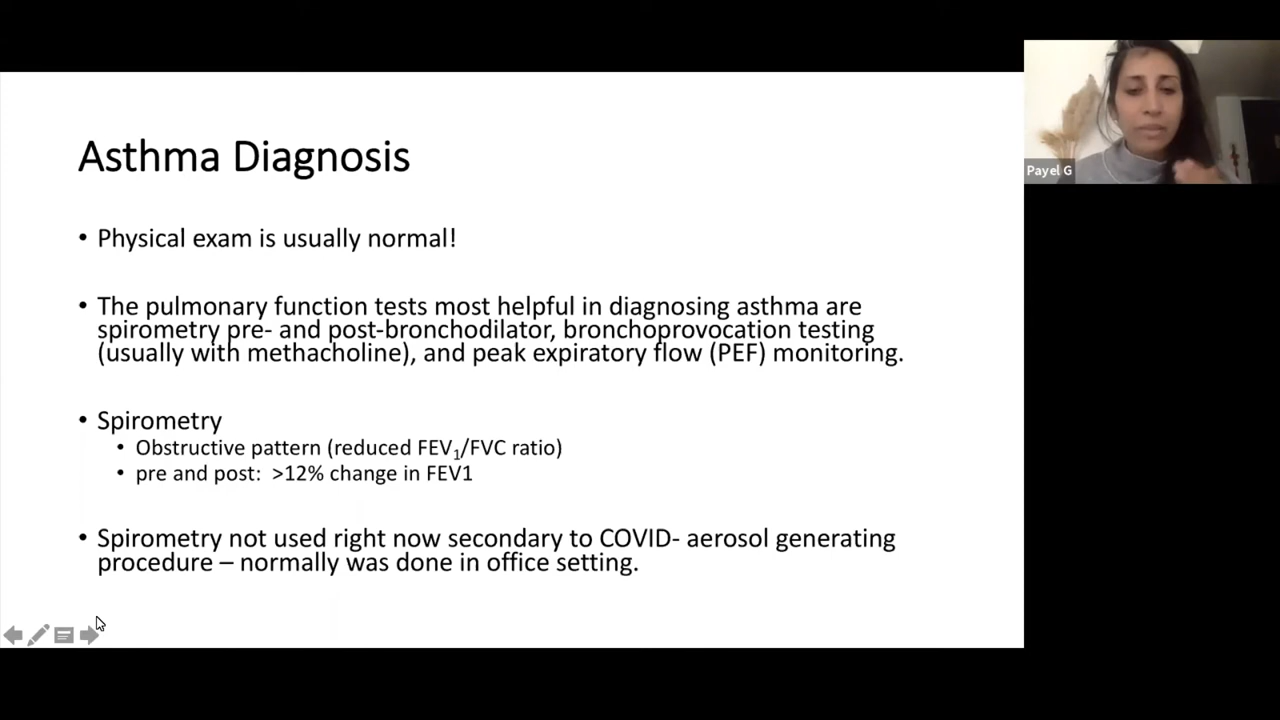 Asthma Diagnosis
• Physical exam is usually normal!
• The pulmonary function tests most helpful in diagnosing asthma are
spirometry pre- and post-bronchodilator, bronchoprovocation testing
(usually with methacholine), and peak expiratory flow (PEF) monitoring.
• Spirometry
• Obstructive pattern (reduced FEV₁/FVC ratio)
• pre and post:  >12% change in FEV1
• Spirometry not used right now secondary to COVID- aerosol generating
procedure – normally was done in office setting.
Payel G